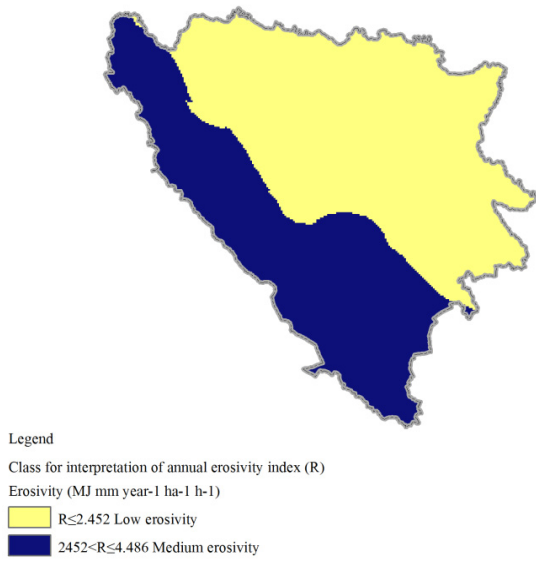 Legend
Class for interpretation of annual erosivity index (R)
Erosivity (MJ mm year-1 ha-1 h-1)
R≤2.452 Low erosivity
2452<R≤4.486 Medium erosivity